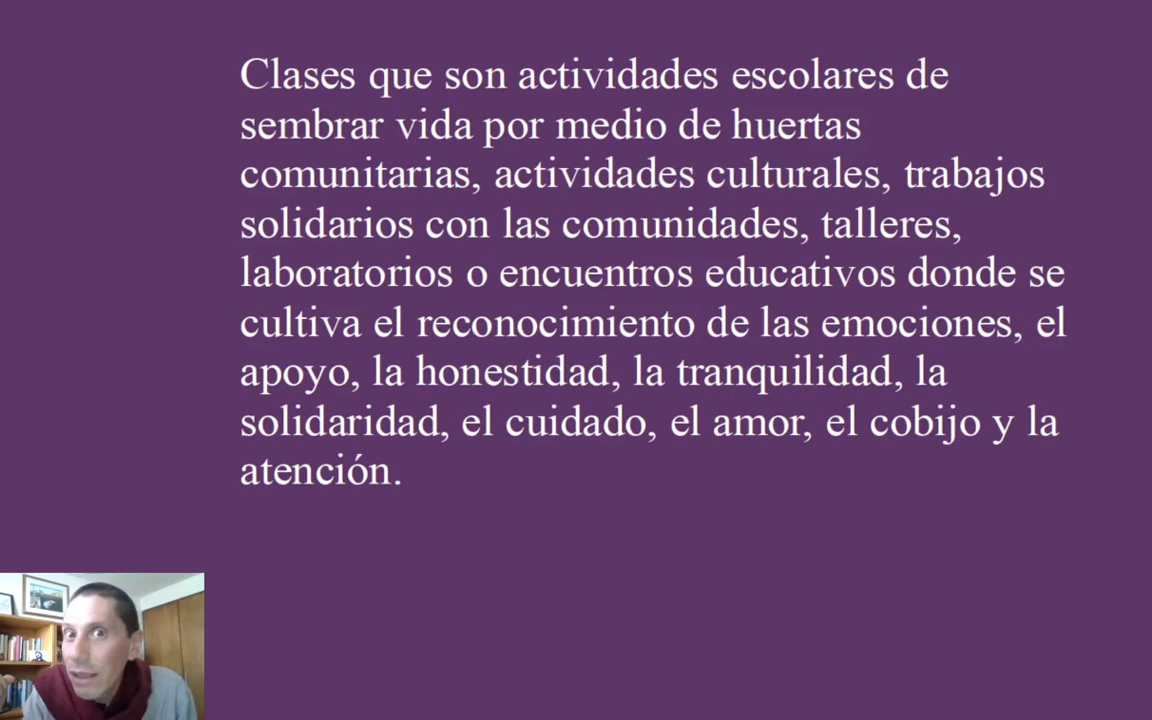 Clases que son actividades escolares de
sembrar vida por medio de huertas
comunitarias, actividades culturales, trabajos
solidarios con las comunidades, talleres,
laboratorios o encuentros educativos donde se
cultiva el reconocimiento de las emociones, el
apoyo, la honestidad, la tranquilidad, la
solidaridad, el cuidado, el amor, el cobijo y la
atención.